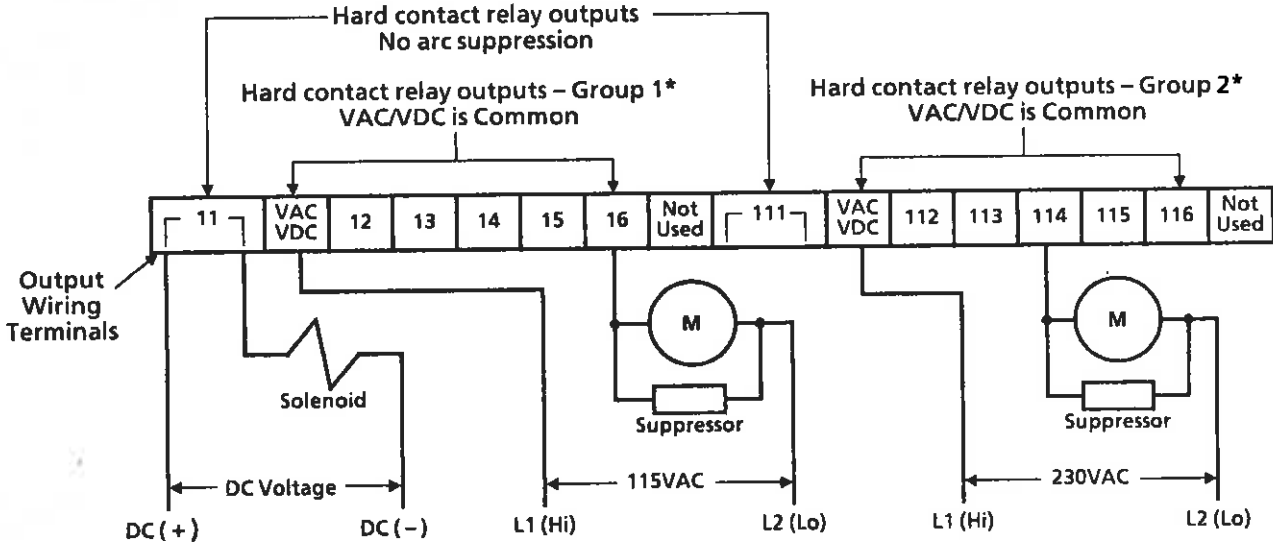 Hard contact relay outputs
No arc suppression
Hard contact relay outputs – Group 1*
VAC/VDC is Common
Hard contact relay outputs – Group 2*
VAC/VDC is Common
11 VAC VDC 12 13 14 15 16 Not Used 111 VAC VDC 112 113 114 115 116 Not Used
Output
Wiring
Terminals
M
M
Solenoid
Suppressor
Suppressor
DC Voltage
115VAC
230VAC
DC (+)
DC (–)
L1 (Hi)
L2 (Lo)
L1 (Hi)
L2 (Lo)